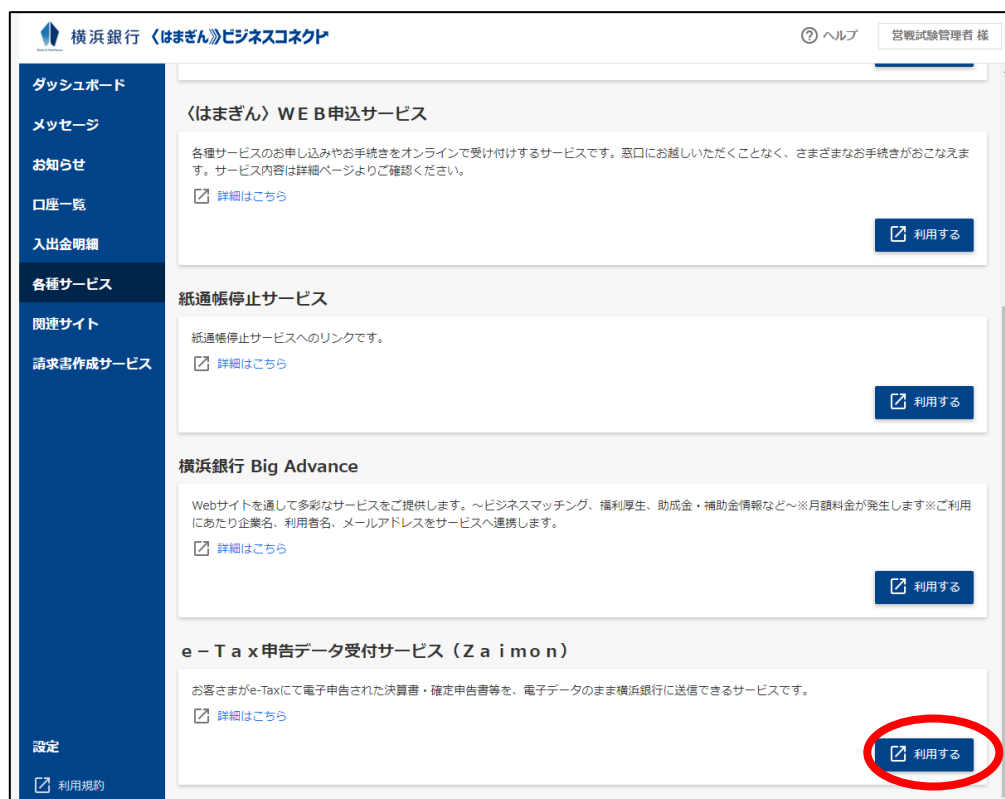 横浜銀行 〈はまぎん》ビジネスコネクト
ヘルプ
営戦試験管理者 様
ダッシュボード
メッセージ
お知らせ
口座一覧
入出金明細
各種サービス
関連サイト
請求書作成サービス
設定
利用規約
〈はまぎん〉ＷＥＢ申込サービス
各種サービスのお申し込みやお手続きをオンラインで受け付けするサービスです。窓口にお越しいただくことなく、さまざまなお手続きがおこなえま
す。サービス内容は詳細ページよりご確認ください。
詳細はこちら
利用する
紙通帳停止サービス
紙通帳停止サービスへのリンクです。
詳細はこちら
利用する
横浜銀行 Big Advance
Webサイトを通して多彩なサービスをご提供します。～ビジネスマッチング、福利厚生、助成金・補助金情報など～※月額料金が発生します※ご利用
にあたり企業名、利用者名、メールアドレスをサービスへ連携します。
詳細はこちら
利用する
ｅ－Ｔａｘ申告データ受付サービス（Ｚａｉｍｏｎ）
お客さまがe-Taxにて電子申告された決算書・確定申告書等を、電子データのまま横浜銀行に送信できるサービスです。
詳細はこちら
利用する